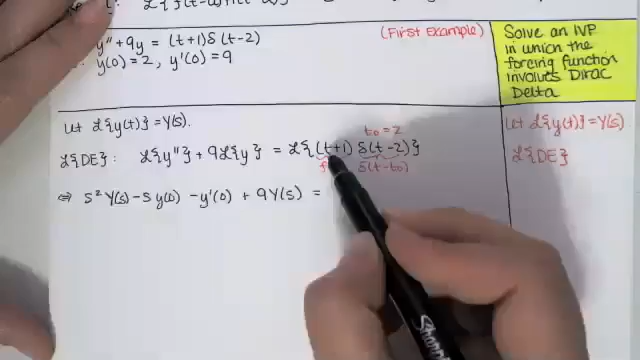 y'' + 9y = (t+1)δ(t-2)
(First Example)
y(0) = 2, y'(0) = 9
Solve an IVP
in which the
forcing function
involves Dirac
Delta
Let ℒ{y(t)} = Y(s).
t₀ = 2
Let ℒ{y(t)} = Y(s)
ℒ{DE} : ℒ{y''} + 9ℒ{y} = ℒ{(t+1) δ(t-2)}
ℒ{DE}
δ(t-t₀)
⇔ s²Y(s) - sy(0) - y'(0) + 9Y(s) =
Sharpie